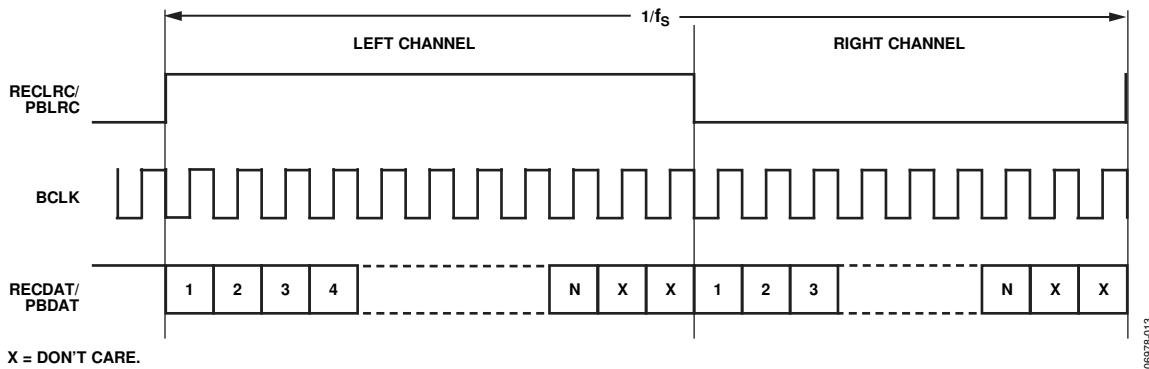 1/fS
LEFT CHANNEL RIGHT CHANNEL
RECLRC/
PBLRC
BCLK
RECDAT/
PBDAT
1 2 3 4 N X X 1 2 3 N X X
X = DON'T CARE.
06978-013